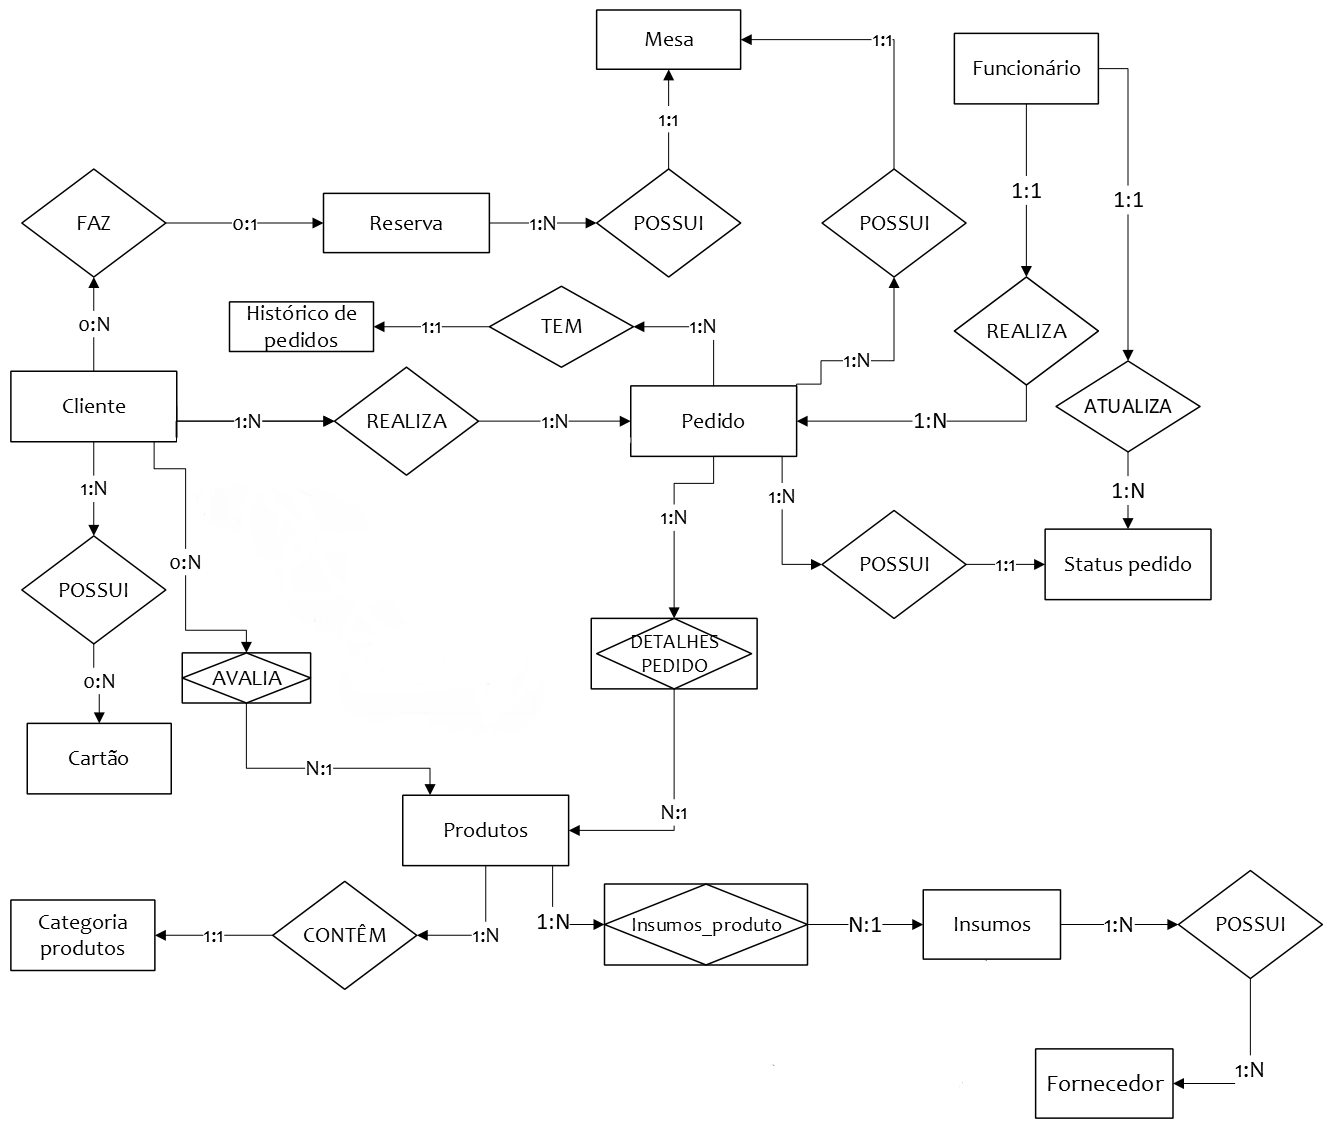 Mesa
1:1
Funcionário
1:1
1:1
1:1
FAZ
0:1
Reserva
1:N
POSSUI
POSSUI
0:N
Histórico de
pedidos
1:1
TEM
1:N
REALIZA
1:N
Cliente
1:N
REALIZA
1:N
Pedido
1:N
ATUALIZA
1:N
1:N
1:N
1:N
0:N
POSSUI
1:1
Status pedido
POSSUI
0:N
AVALIA
DETALHES
PEDIDO
Cartão
N:1
N:1
Produtos
Categoria
produtos
1:1
CONTÊM
1:N
1:N
Insumos_produto
N:1
Insumos
1:N
POSSUI
1:N
Fornecedor